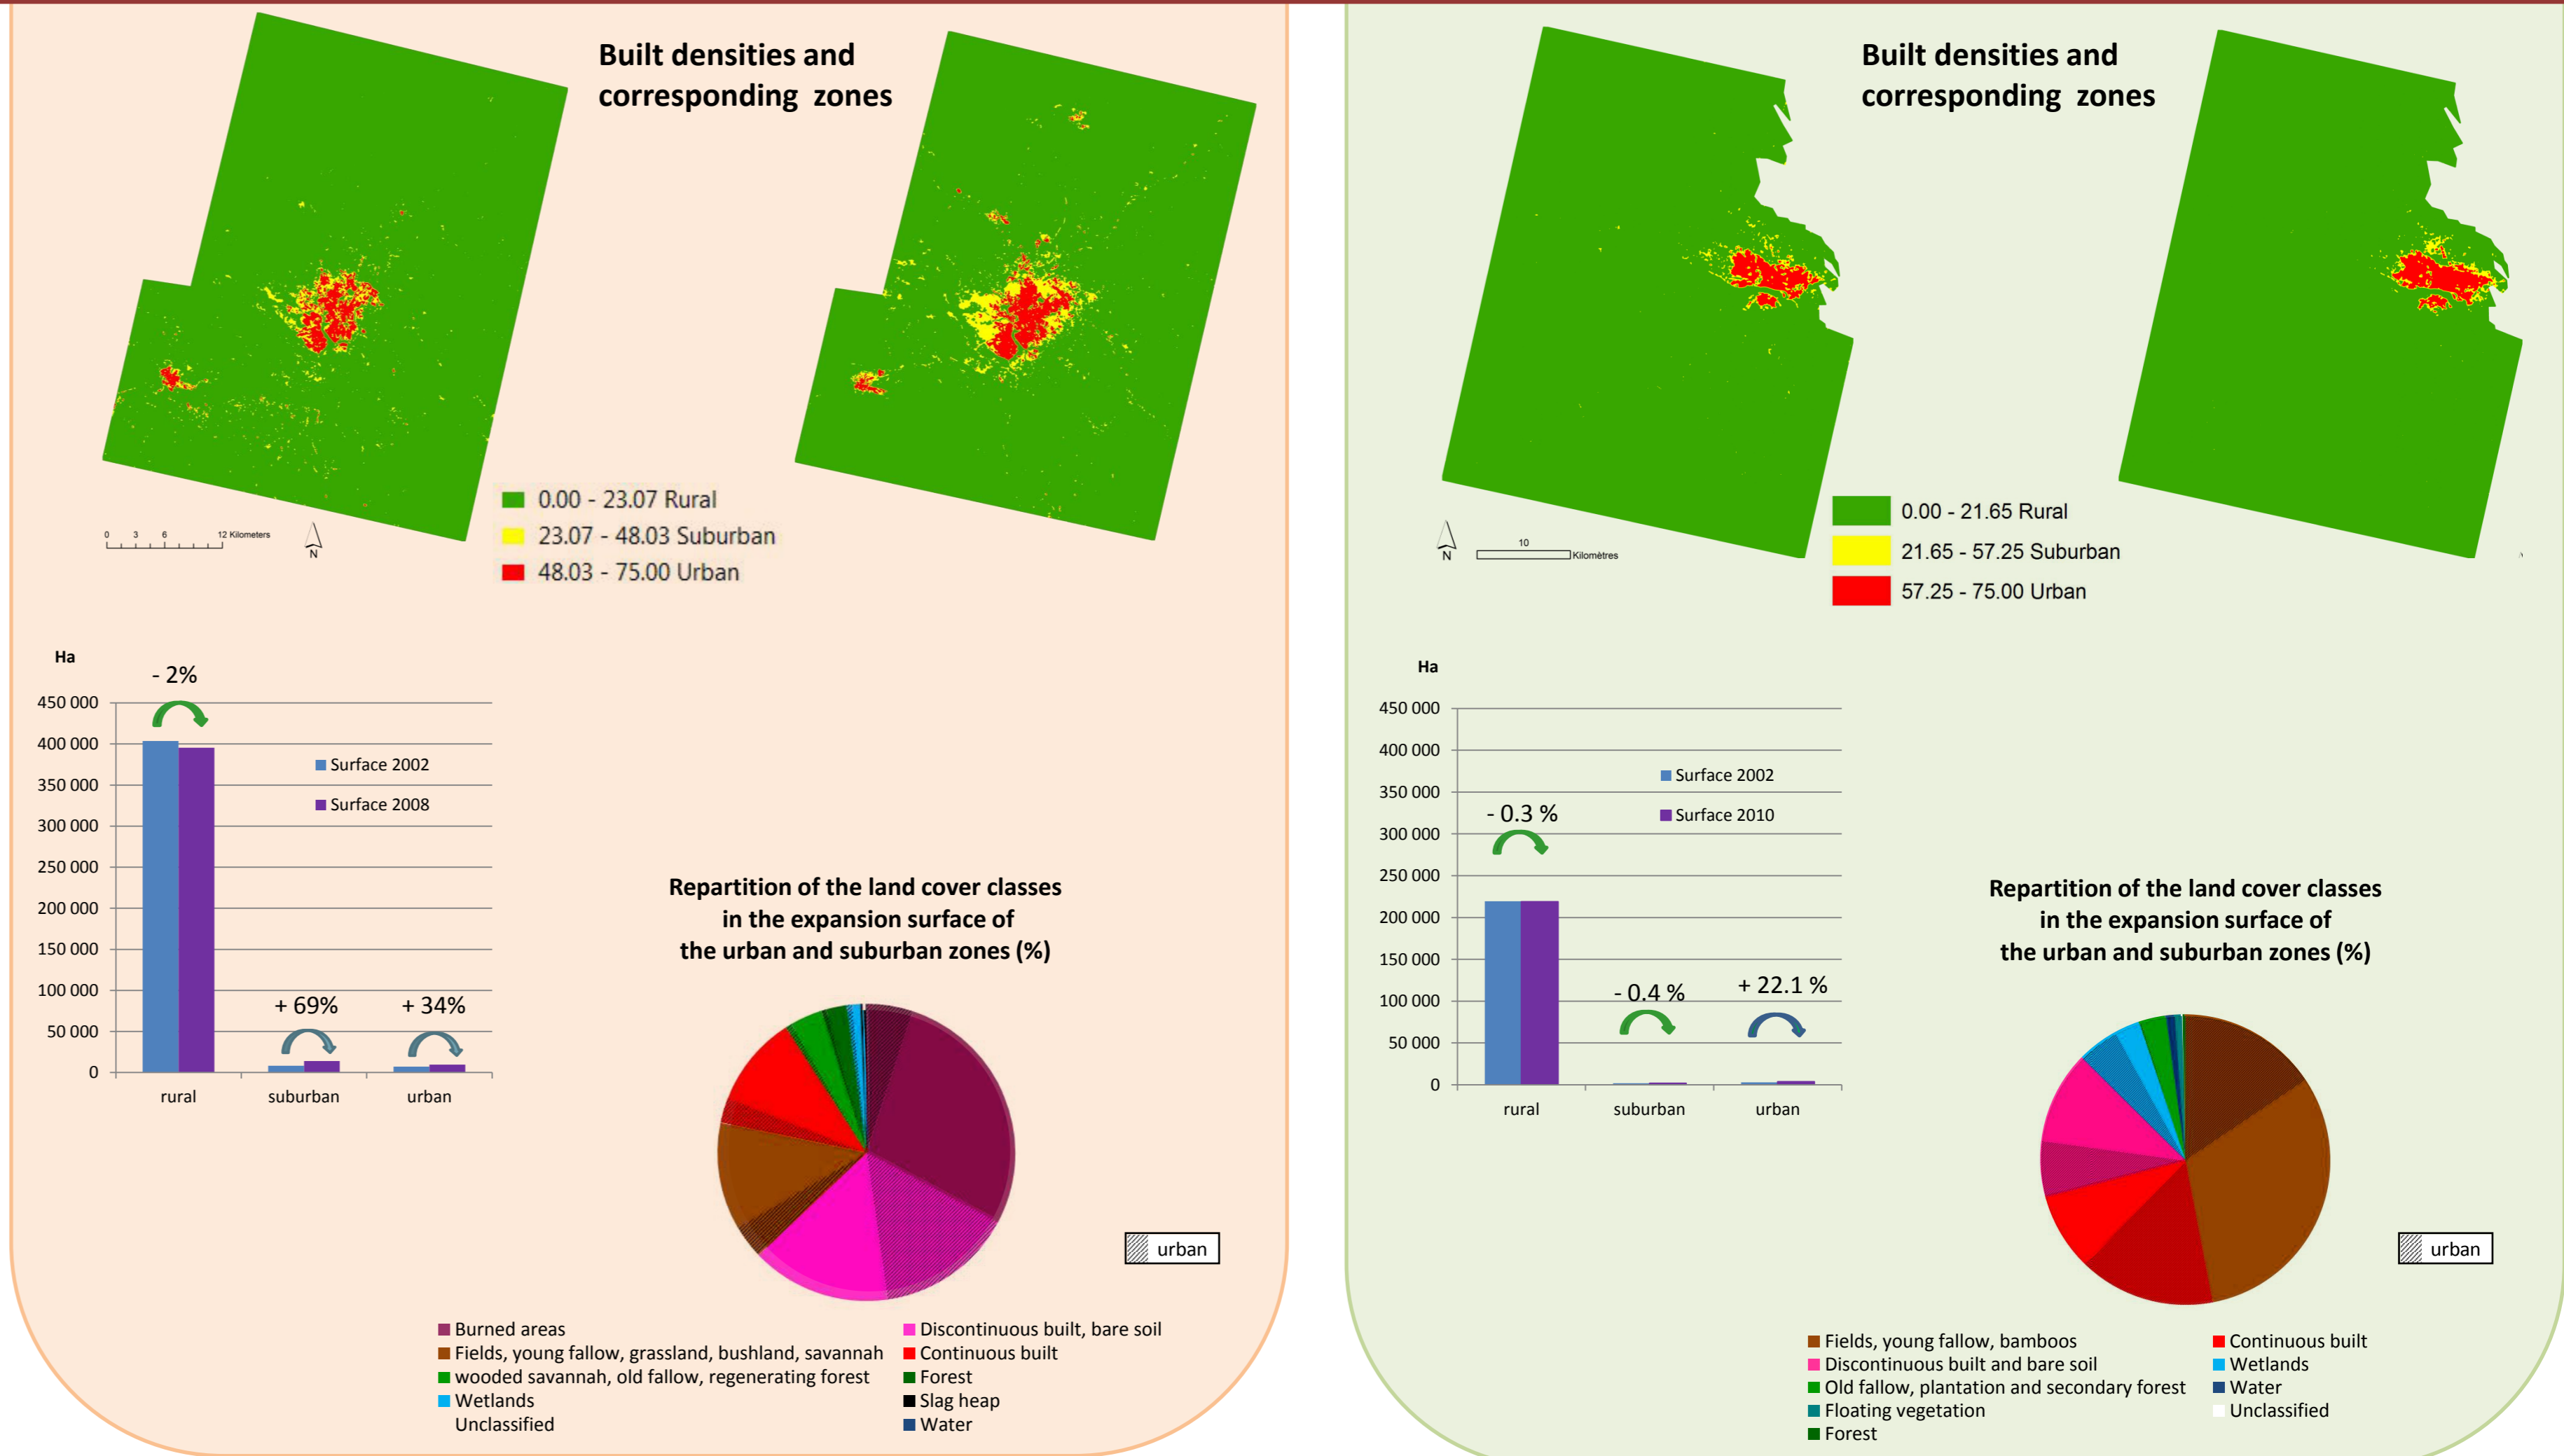 Built densities and
corresponding zones
0.00 - 23.07 Rural
23.07 - 48.03 Suburban
48.03 - 75.00 Urban
0 3 6 12 Kilometers
N
Ha
- 2%
450 000
400 000
350 000
300 000
250 000
200 000
150 000
100 000
50 000
0
Surface 2002
Surface 2008
+ 69%
+ 34%
rural suburban urban
Repartition of the land cover classes
in the expansion surface of
the urban and suburban zones (%)
urban
Burned areas
Discontinuous built, bare soil
Fields, young fallow, grassland, bushland, savannah
Continuous built
wooded savannah, old fallow, regenerating forest
Forest
Wetlands
Slag heap
Unclassified
Water
Built densities and
corresponding zones
0.00 - 21.65 Rural
21.65 - 57.25 Suburban
57.25 - 75.00 Urban
N
10
Kilomètres
Ha
450 000
400 000
350 000
300 000
250 000
200 000
150 000
100 000
50 000
0
Surface 2002
Surface 2010
- 0.3 %
- 0.4 %
+ 22.1 %
rural suburban urban
Repartition of the land cover classes
in the expansion surface of
the urban and suburban zones (%)
urban
Fields, young fallow, bamboos
Continuous built
Discontinuous built and bare soil
Wetlands
Old fallow, plantation and secondary forest
Water
Floating vegetation
Unclassified
Forest